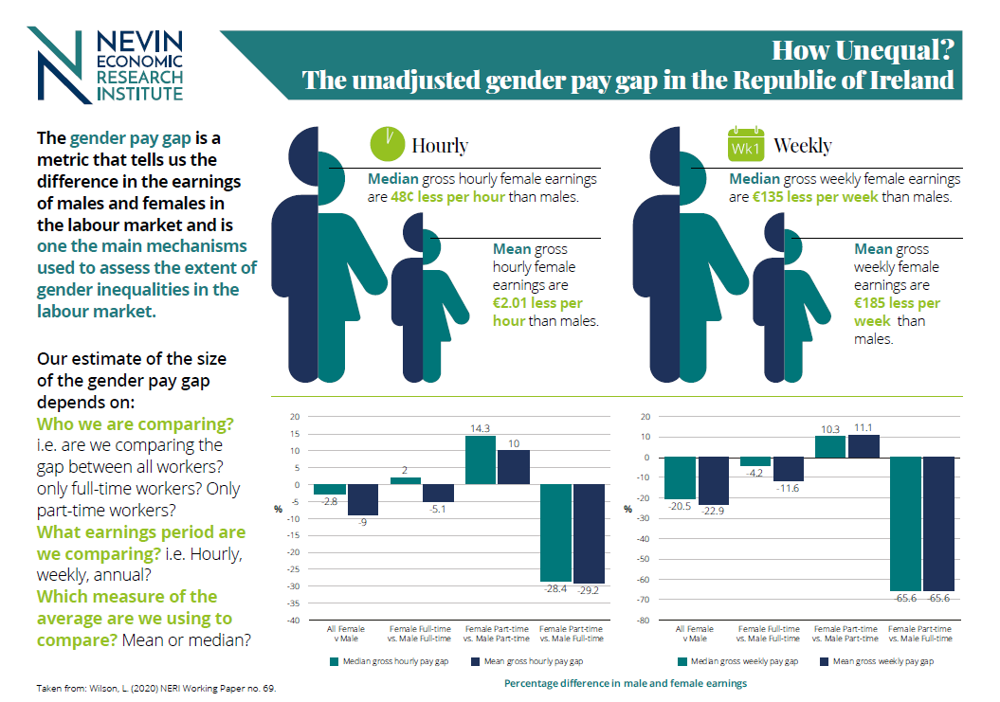 NEVIN
ECONOMIC
RESEARCH
INSTITUTE
How Unequal?
The unadjusted gender pay gap in the Republic of Ireland
The gender pay gap is a
metric that tells us the
difference in the earnings
of males and females in
the labour market and is
one the main mechanisms
used to assess the extent of
gender inequalities in the
labour market.
Our estimate of the size
of the gender pay gap
depends on:
Who we are comparing?
i.e. are we comparing the
gap between all workers?
only full-time workers? Only
part-time workers?
What earnings period are
we comparing? i.e. Hourly,
weekly, annual?
Which measure of the
average are we using to
compare? Mean or median?
Taken from: Wilson, L. (2020) NERI Working Paper no. 69.
Hourly
Median gross hourly female earnings
are 48¢ less per hour than males.
Mean gross
hourly female
earnings are
€2.01 less per
hour than males.
Wk1
Weekly
Median gross weekly female earnings
are €135 less per week than males.
Mean gross
weekly female
earnings are
€185 less per
week than
males.
20
15
10
5
0
-5
-10
-15
-20
-25
-30
-35
-40
%
-2.8
-9
2
-5.1
14.3
10
-28.4
-29.2
All Female
v Male
Female Full-time
vs. Male Full-time
Female Part-time
vs. Male Part-time
Female Part-time
vs. Male Full-time
Median gross hourly pay gap
Mean gross hourly pay gap
20
10
0
-10
-20
-30
-40
-50
-60
-70
-80
%
-20.5
-22.9
-4.2
-11.6
10.3
11.1
-65.6
-65.6
All Female
v Male
Female Full-time
vs. Male Full-time
Female Part-time
vs. Male Part-time
Female Part-time
vs. Male Full-time
Median gross weekly pay gap
Mean gross weekly pay gap
Percentage difference in male and female earnings